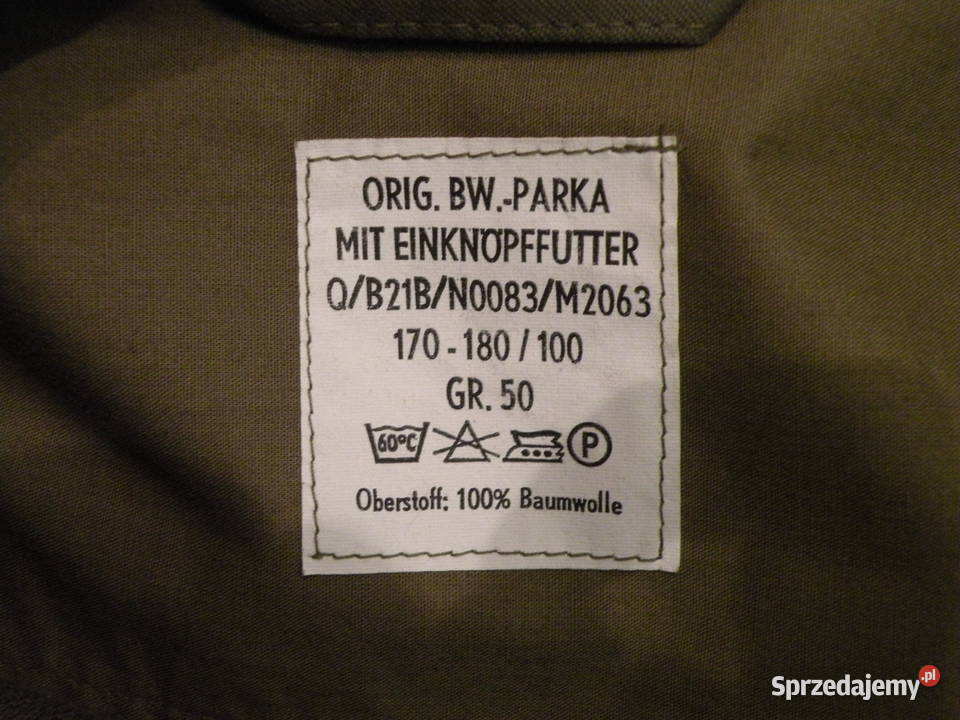 ORIG. BW.-PARKA
MIT EINKNÖPFFUTTER
Q/B21B/N0083/M2063
170 - 180 / 100
GR. 50
60°C P
Oberstoff: 100% Baumwolle
Sprzedajemy.pl